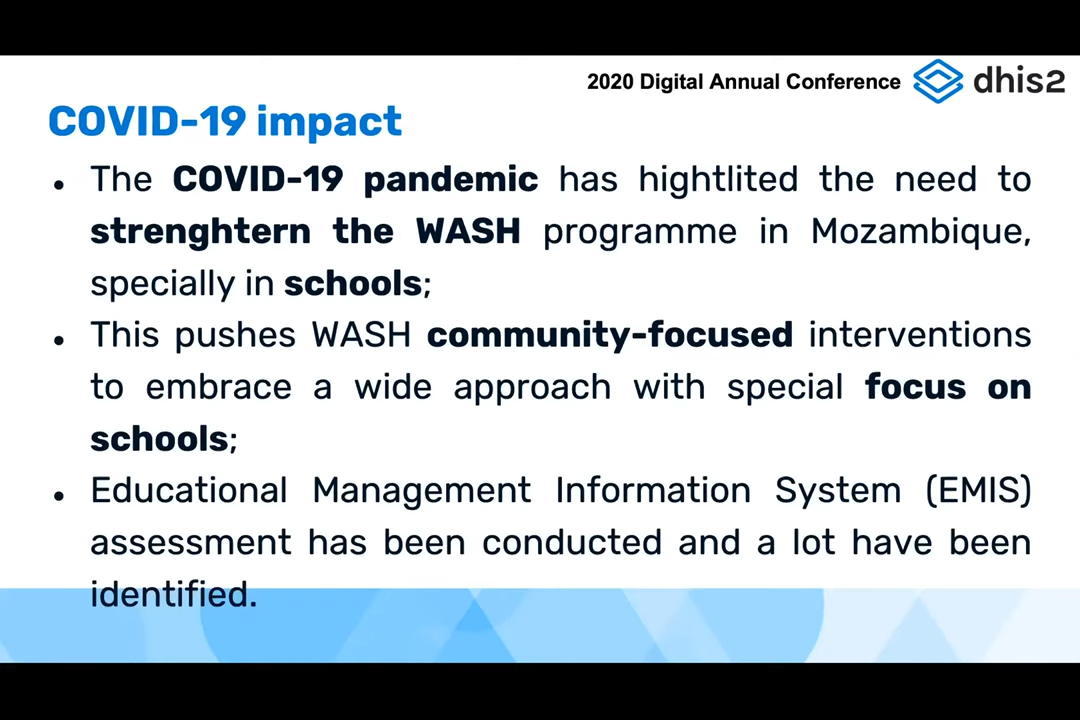 2020 Digital Annual Conference dhis2
COVID-19 impact
• The COVID-19 pandemic has hightlited the need to
strenghtern the WASH programme in Mozambique,
specially in schools;
• This pushes WASH community-focused interventions
to embrace a wide approach with special focus on
schools;
• Educational Management Information System (EMIS)
assessment has been conducted and a lot have been
identified.